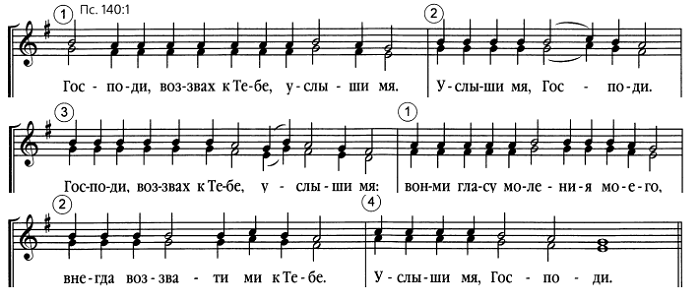 ① Пс. 140:1 ②
Гос - по-ди, воз-звах к Те-бе, у-слы - ши мя. У-слы-ши мя, Гос - по - ди.
③ ①
Гос-по-ди, воз-звах к Те-бе, у - слы - ши мя: вон-ми гла-су мо-ле - ни-я мо-е-го,
② ④
вне-гда воз-зва - ти ми к Те-бе. У - слы-ши мя, Гос - по - ди.